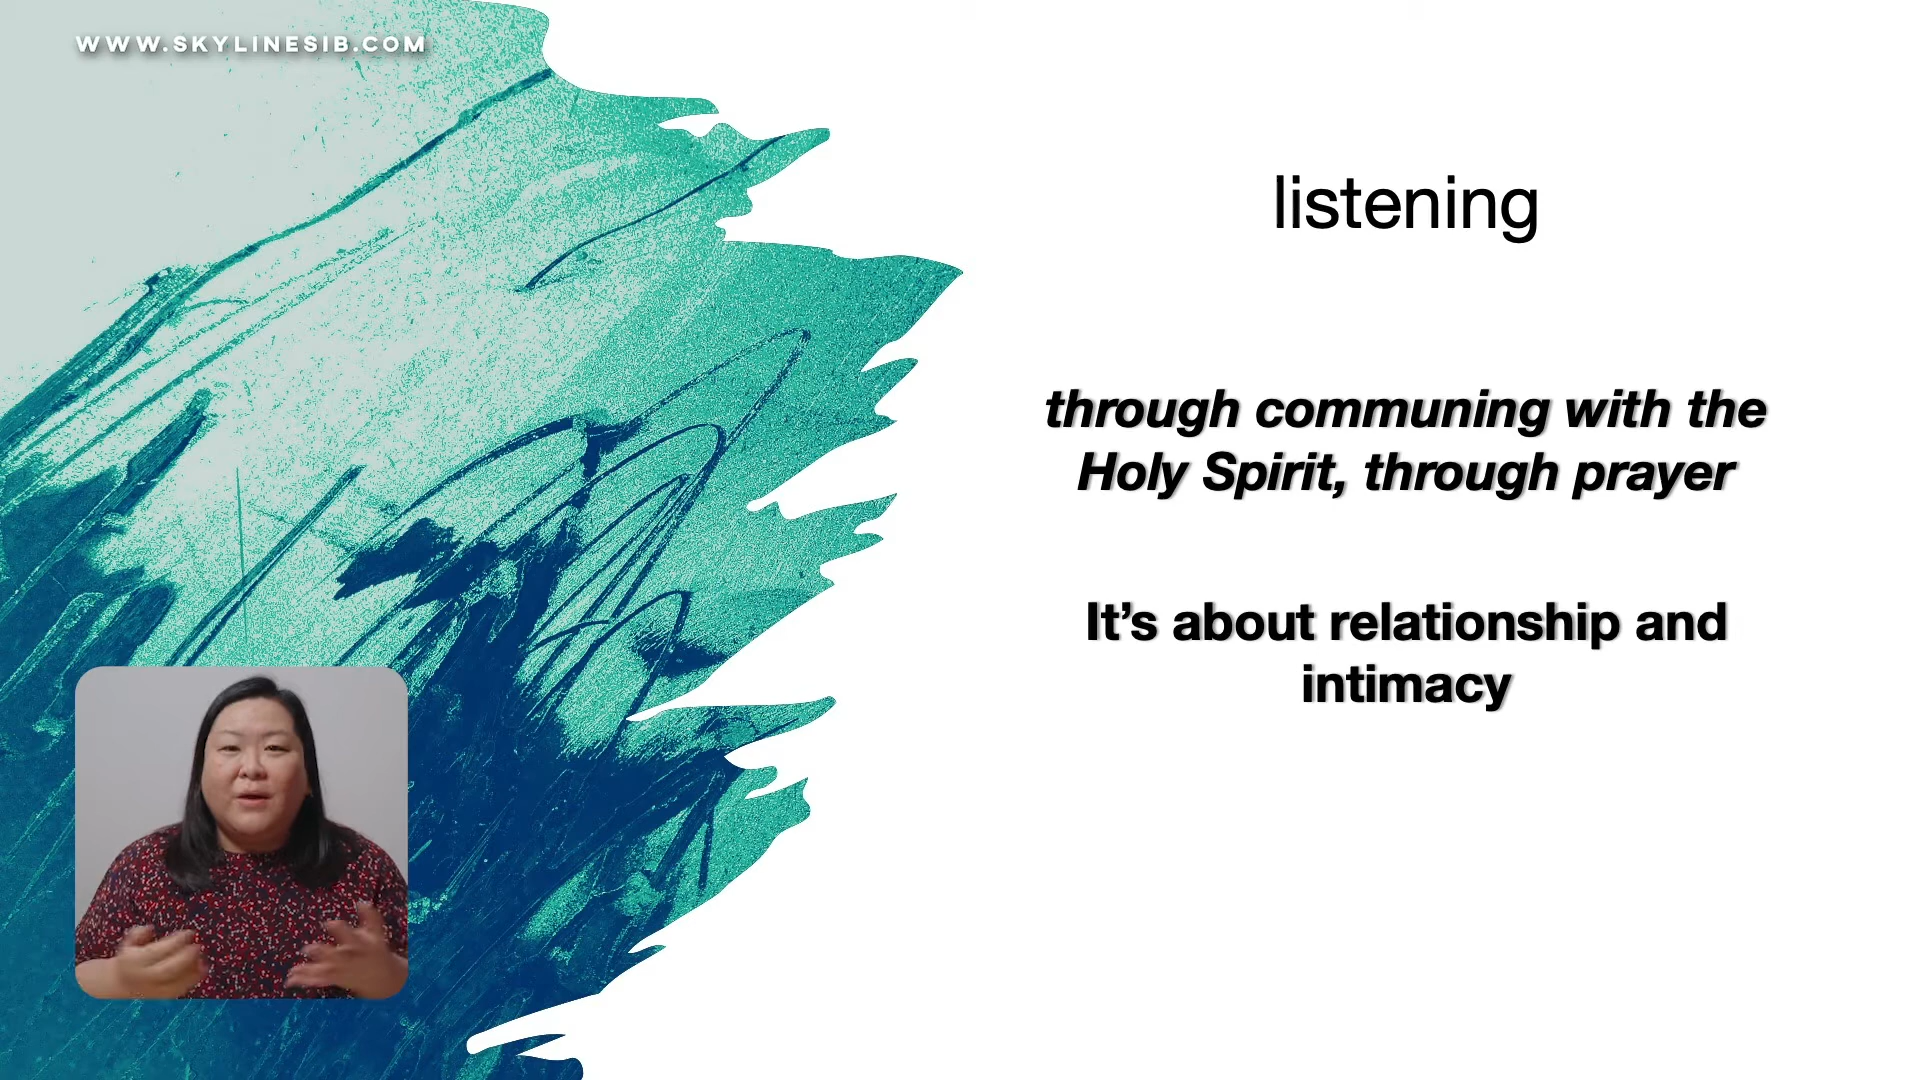 WWW.SKYLINESIB.COM
listening
through communing with the
Holy Spirit, through prayer
It’s about relationship and
intimacy